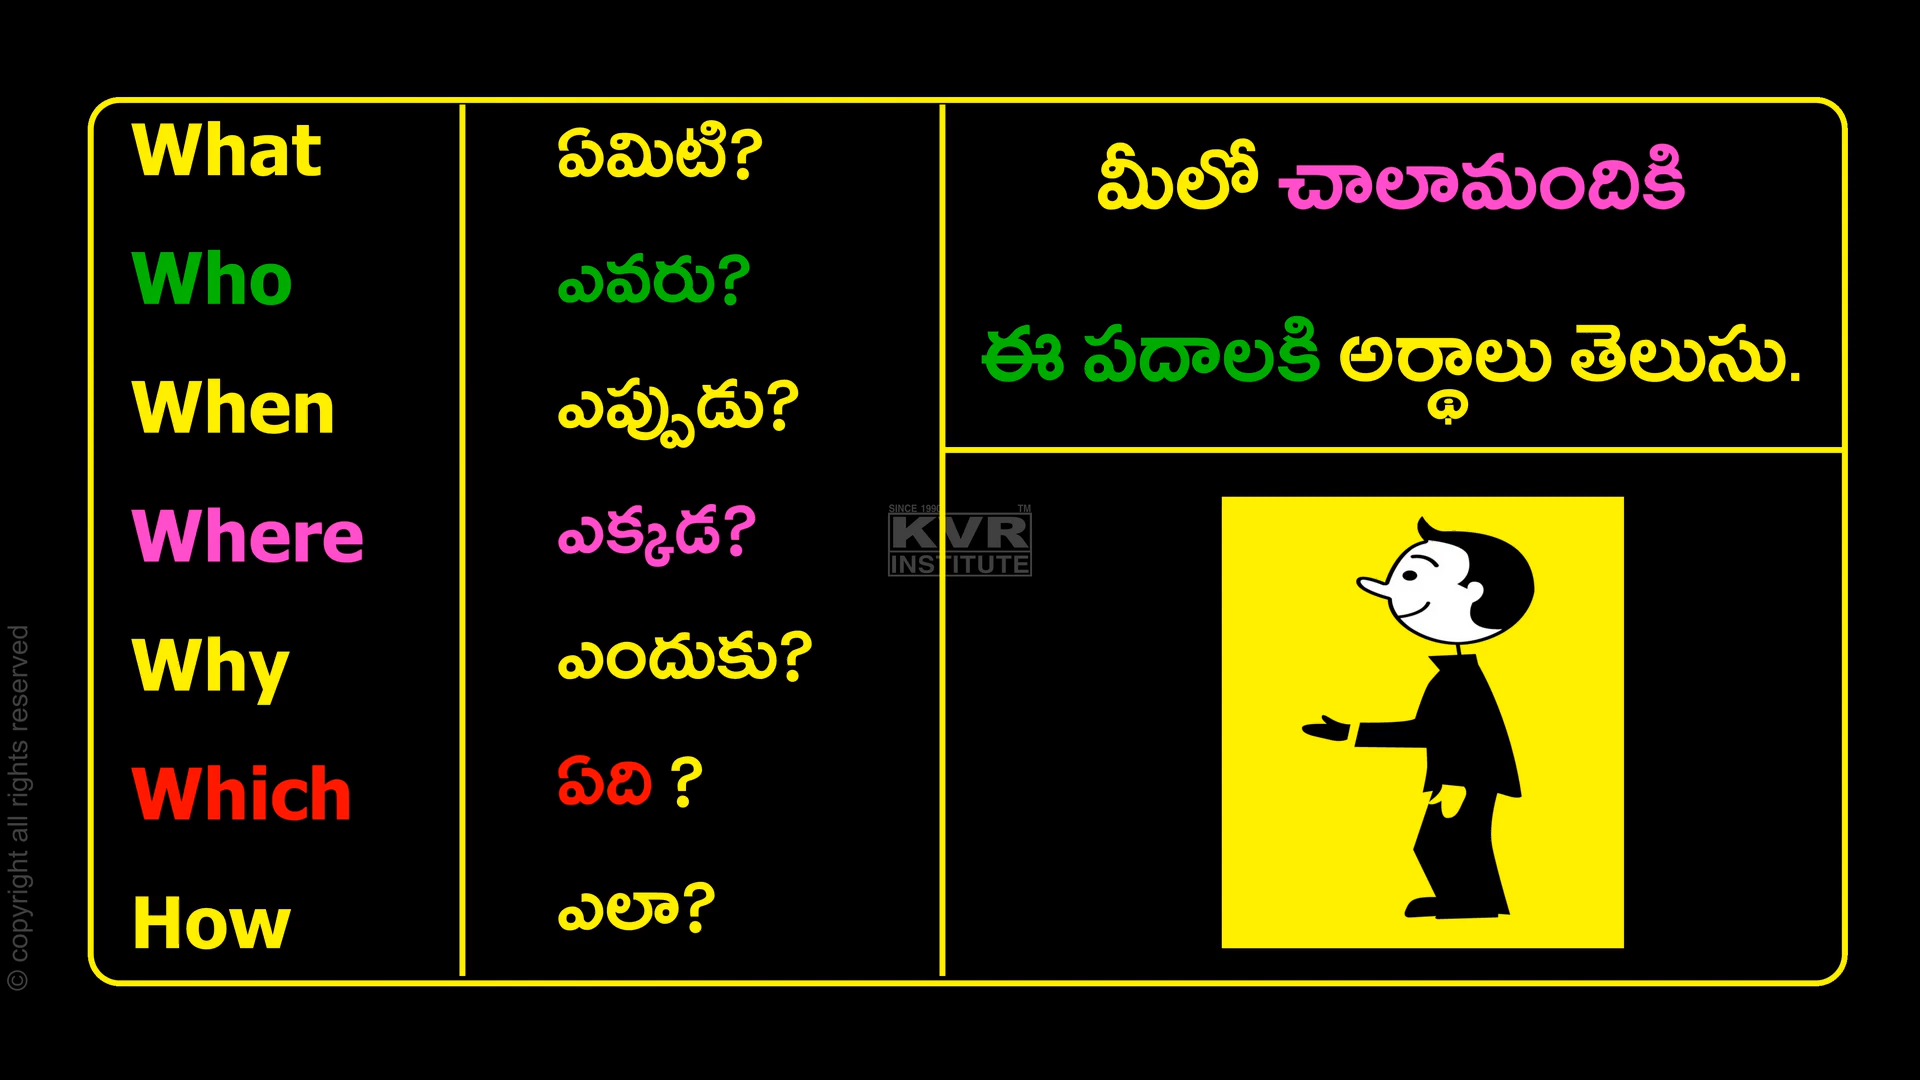 What
ఏమిటి?
Who
ఎవరు?
When
ఎప్పుడు?
Where
ఎక్కడ?
Why
ఎందుకు?
Which
ఏది ?
How
ఎలా?
మీలో చాలామందికి
ఈ పదాలకి అర్థాలు తెలుసు.
SINCE 1990 TM
KVR
INSTITUTE
© copyright all rights reserved